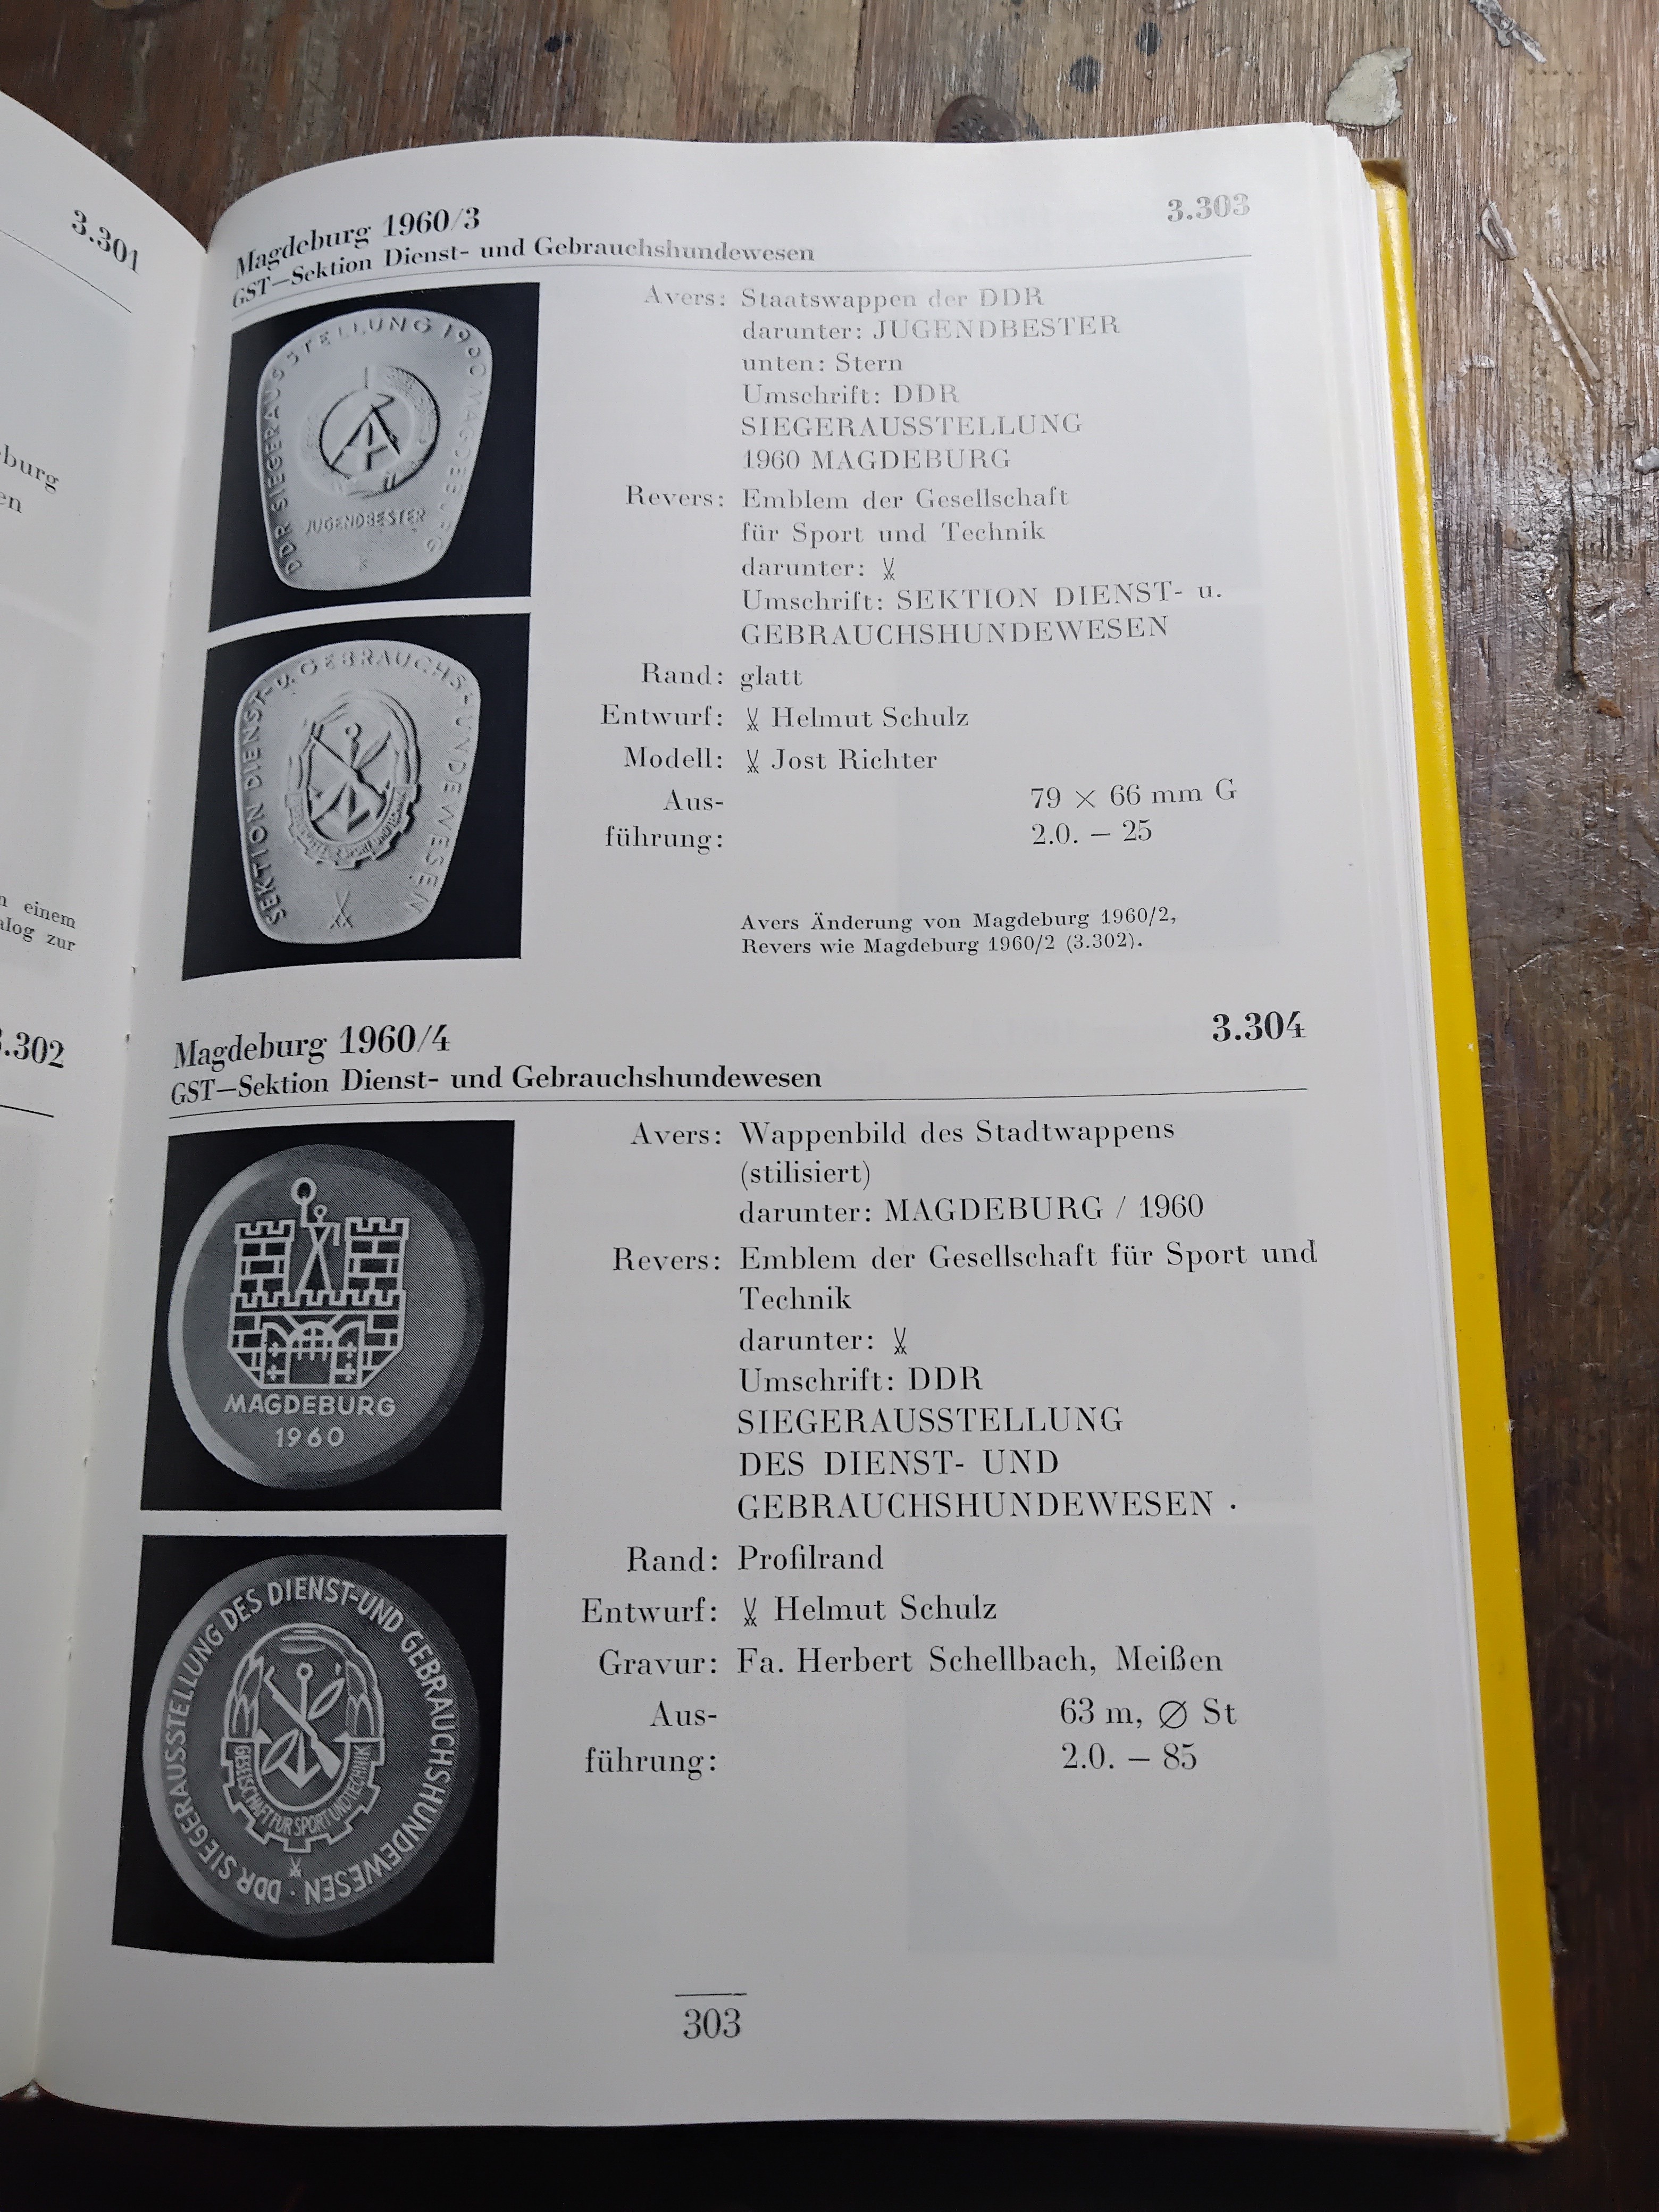 3.301
burg
en
n einem
alog zur
3.302
Magdeburg 1960/3 3.303
GST—Sektion Dienst- und Gebrauchshundewesen
DDR SIEGERAUSSTELLUNG 1960 MAGDEBURG
JUGENDBESTER
SEKTION DIENST- U. GEBRAUCHSHUNDEWESEN
Avers: Staatswappen der DDR
darunter: JUGENDBESTER
unten: Stern
Umschrift: DDR
SIEGERAUSSTELLUNG
1960 MAGDEBURG
Revers: Emblem der Gesellschaft
für Sport und Technik
darunter:
Umschrift: SEKTION DIENST- u.
GEBRAUCHSHUNDEWESEN
Rand: glatt
Entwurf: Helmut Schulz
Modell: Jost Richter
Aus- 79 × 66 mm G
führung: 2.0. – 25
Avers Änderung von Magdeburg 1960/2,
Revers wie Magdeburg 1960/2 (3.302).
Magdeburg 1960/4 3.304
GST—Sektion Dienst- und Gebrauchshundewesen
MAGDEBURG
1960
DDR SIEGERAUSSTELLUNG DES DIENST-UND GEBRAUCHSHUNDEWESEN ·
GESELLSCHAFT FÜR SPORT UND TECHNIK
Avers: Wappenbild des Stadtwappens
(stilisiert)
darunter: MAGDEBURG / 1960
Revers: Emblem der Gesellschaft für Sport und
Technik
darunter:
Umschrift: DDR
SIEGERAUSSTELLUNG
DES DIENST- UND
GEBRAUCHSHUNDEWESEN ·
Rand: Profilrand
Entwurf: Helmut Schulz
Gravur: Fa. Herbert Schellbach, Meißen
Aus- 63 m, ∅ St
führung: 2.0. – 85
303